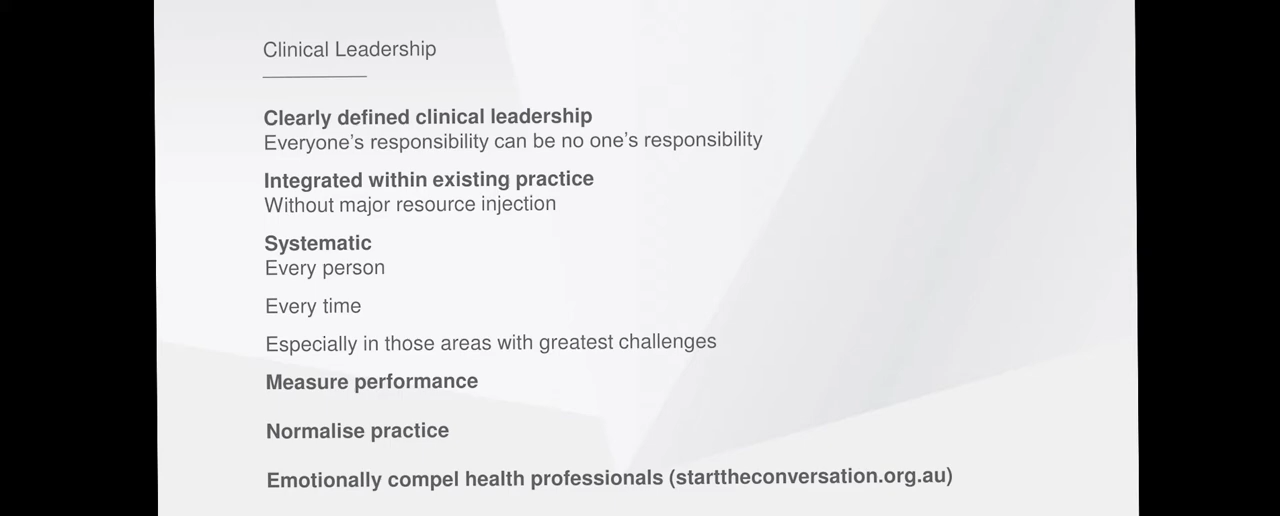 Clinical Leadership
Clearly defined clinical leadership
Everyone's responsibility can be no one's responsibility
Integrated within existing practice
Without major resource injection
Systematic
Every person
Every time
Especially in those areas with greatest challenges
Measure performance
Normalise practice
Emotionally compel health professionals (starttheconversation.org.au)